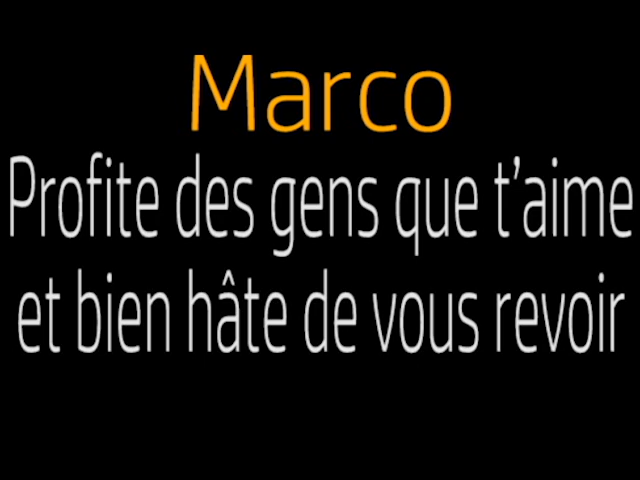 Marco
Profite des gens que t’aime
et bien hâte de vous revoir